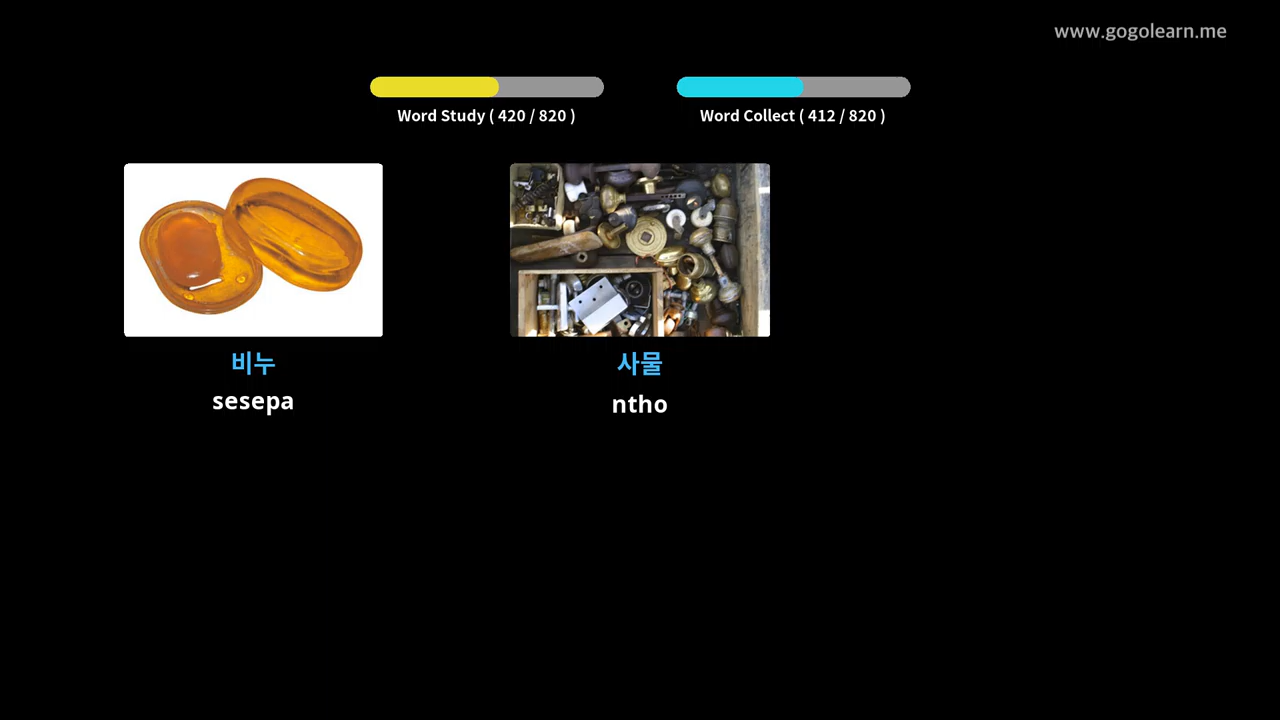 www.gogolearn.me
Word Study ( 420 / 820 )
Word Collect ( 412 / 820 )
비누
sesepa
사물
ntho